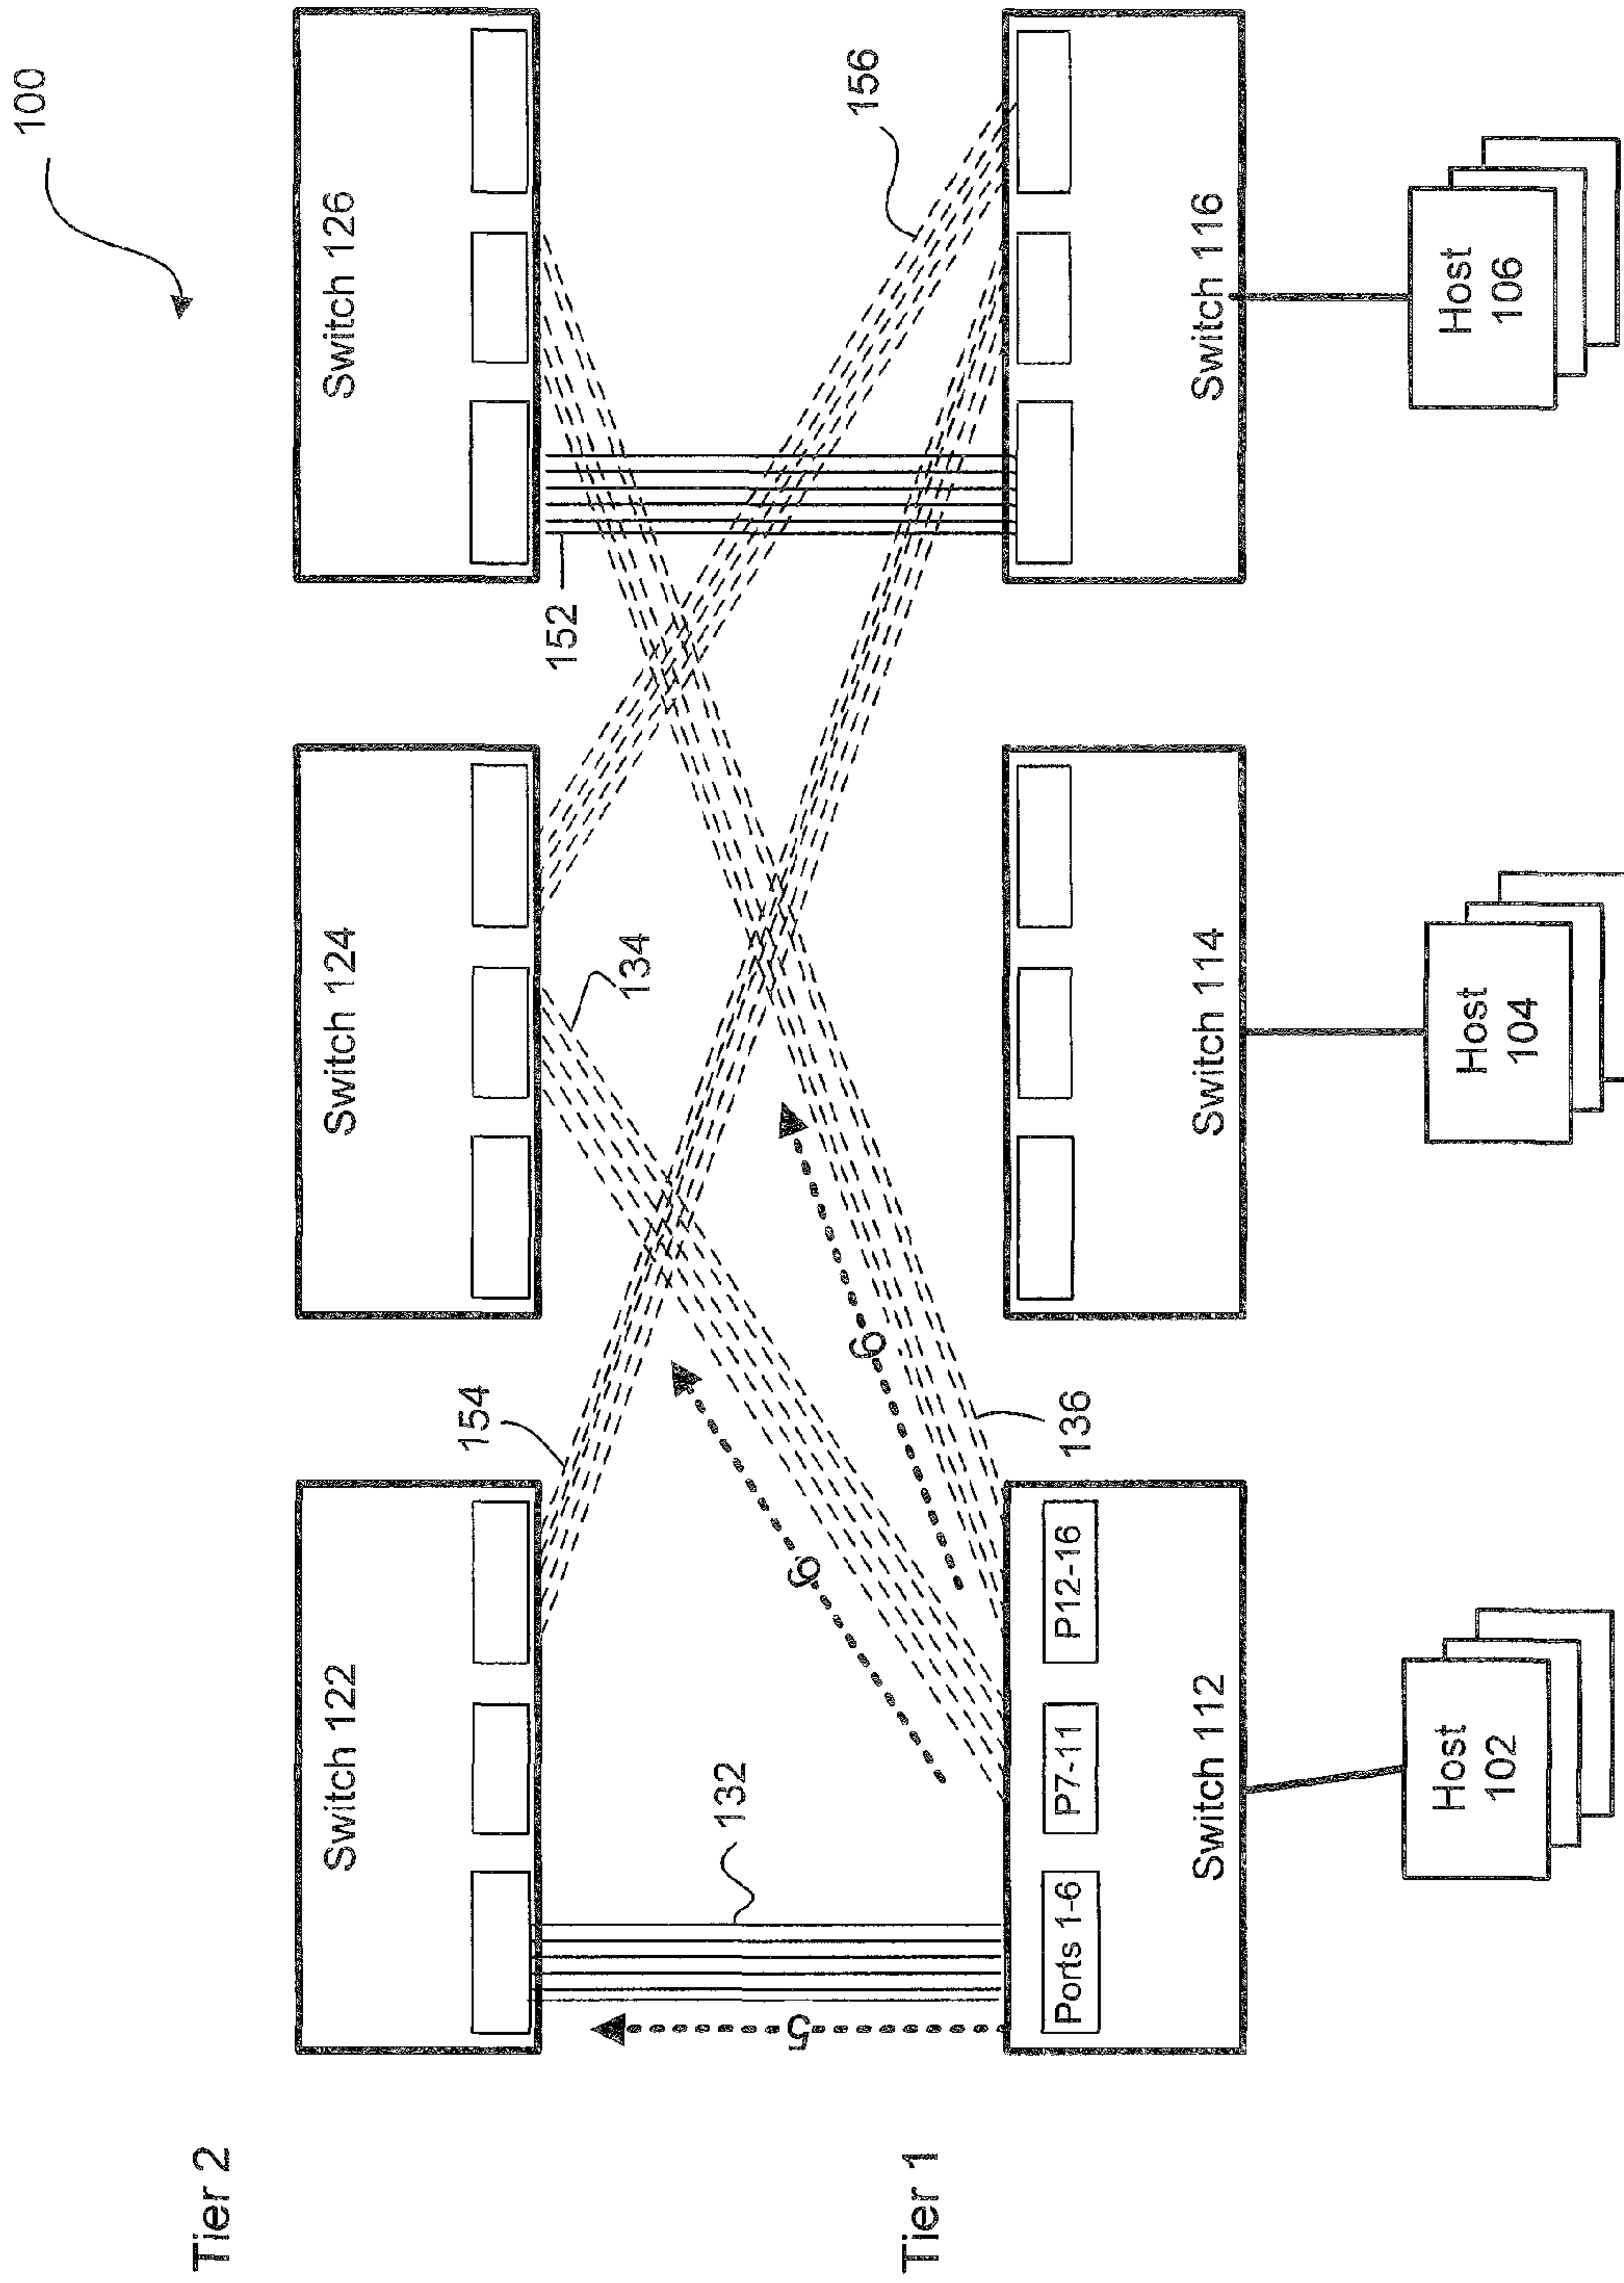 100
Tier 2
Switch 122
Switch 124
Switch 126
154
152
134
132
5
6
6
156
Tier 1
136
Ports 1-6
P7-11
P12-16
Switch 112
Switch 114
Switch 116
Host
102
Host
104
Host
106